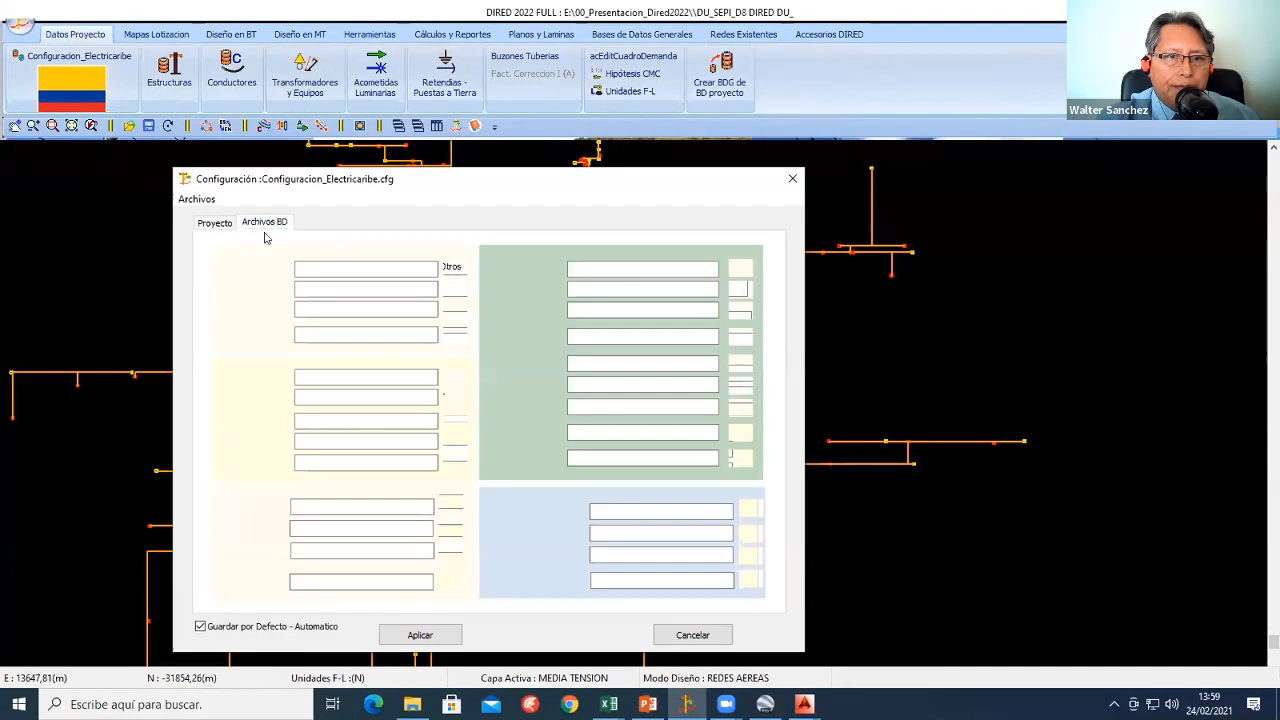 DIRED 2022 FULL : E:\00_Presentacion_Dired2022\\DU_SEPI_D8 DIRED DU_
Datos Proyecto
Mapas Lotizacion
Diseño en BT
Diseño en MT
Herramientas
Cálculos y Reportes
Planos y Laminas
Bases de Datos Generales
Redes Existentes
Accesorios DIRED
Configuracion_Electricaribe
Estructuras
Conductores
Transformadores
y Equipos
Acometidas
Luminarias
Retendias -
Puestas a Tierra
Buzones Tuberias
Fact. Correccion I (A)
acEditCuadroDemanda
Hipótesis CMC
Unidades F-L
Crear BDG de
BD proyecto
Walter Sanchez
Configuración :Configuracion_Electricaribe.cfg
Archivos
Proyecto
Archivos BD
Otros
Guardar por Defecto - Automatico
Aplicar
Cancelar
E : 13647,81(m)
N : -31854,26(m)
Unidades F-L :(N)
Capa Activa : MEDIA TENSION
Modo Diseño : REDES AEREAS
Escribe aquí para buscar.
13:59
24/02/2021